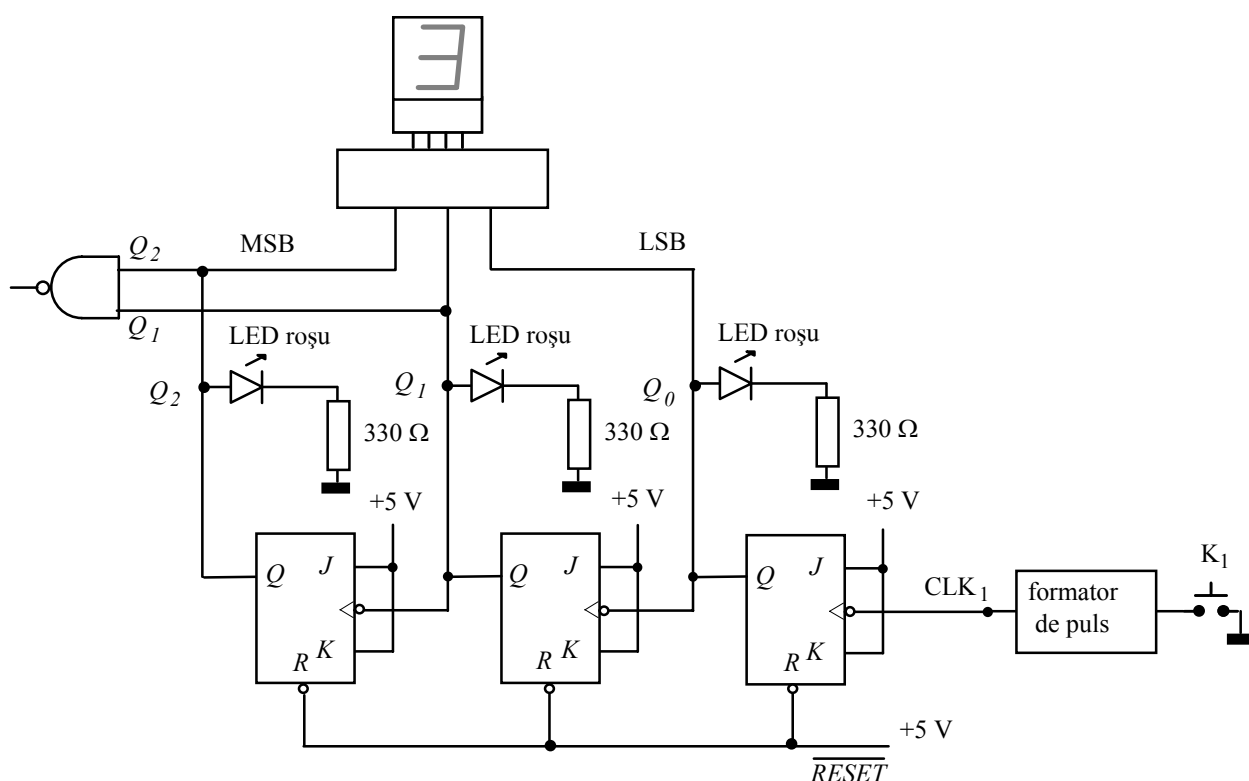 3
MSB
LSB
Q2
Q1
LED roşu
LED roşu
LED roşu
Q2
Q1
Q0
330 Ω
330 Ω
330 Ω
+5 V
+5 V
+5 V
Q
J
K
R
Q
J
K
R
Q
J
K
R
CLK1
formator
de puls
K1
+5 V
RESET